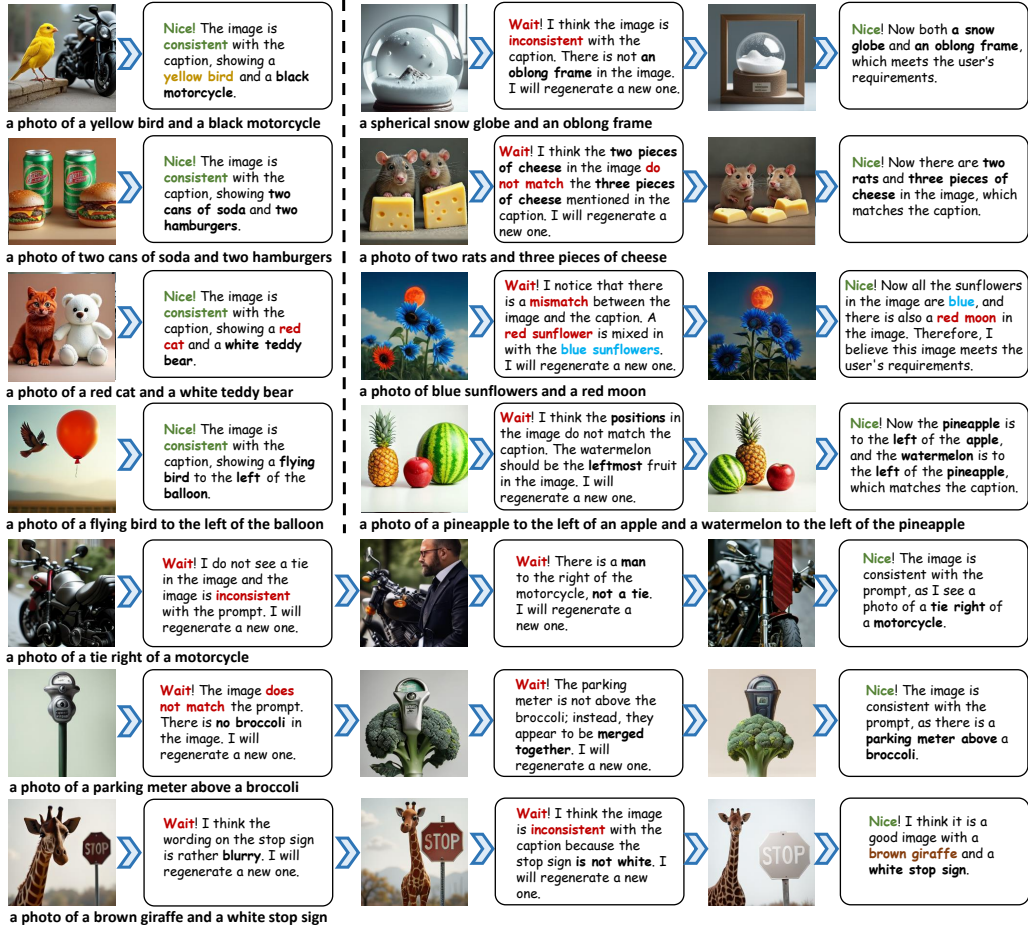 Nice! The image is
consistent with the
caption, showing a
yellow bird and a black
motorcycle.
a photo of a yellow bird and a black motorcycle
Wait! I think the image is
inconsistent with the
caption. There is not an
oblong frame in the image.
I will regenerate a new one.
Nice! Now both a snow
globe and an oblong frame,
which meets the user's
requirements.
a spherical snow globe and an oblong frame
Nice! The image is
consistent with the
caption, showing two
cans of soda and two
hamburgers.
a photo of two cans of soda and two hamburgers
Wait! I think the two pieces
of cheese in the image do
not match the three pieces
of cheese mentioned in the
caption. I will regenerate a
new one.
Nice! Now there are two
rats and three pieces of
cheese in the image, which
matches the caption.
a photo of two rats and three pieces of cheese
Nice! The image is
consistent with the
caption, showing a red
cat and a white teddy
bear.
a photo of a red cat and a white teddy bear
Wait! I notice that there
is a mismatch between the
image and the caption. A
red sunflower is mixed in
with the blue sunflowers.
I will regenerate a new one.
Nice! Now all the sunflowers
in the image are blue, and
there is also a red moon in
the image. Therefore, I
believe this image meets the
user's requirements.
a photo of blue sunflowers and a red moon
Nice! The image is
consistent with the
caption, showing a flying
bird to the left of the
balloon.
a photo of a flying bird to the left of the balloon
Wait! I think the positions in
the image do not match the
caption. The watermelon
should be the leftmost fruit
in the image. I will
regenerate a new one.
Nice! Now the pineapple is
to the left of the apple,
and the watermelon is to
the left of the pineapple,
which matches the caption.
a photo of a pineapple to the left of an apple and a watermelon to the left of the pineapple
Wait! I do not see a tie
in the image and the
image is inconsistent
with the prompt. I will
regenerate a new one.
Wait! There is a man
to the right of the
motorcycle, not a tie.
I will regenerate a
new one.
Nice! The image is
consistent with the
prompt, as I see a
photo of a tie right of
a motorcycle.
a photo of a tie right of a motorcycle
Wait! The image does
not match the prompt.
There is no broccoli in
the image. I will
regenerate a new one.
Wait! The parking
meter is not above the
broccoli; instead, they
appear to be merged
together. I will
regenerate a new one.
Nice! The image is
consistent with the
prompt, as there is a
parking meter above a
broccoli.
a photo of a parking meter above a broccoli
STOP
Wait! I think the
wording on the stop sign
is rather blurry. I will
regenerate a new one.
STOP
Wait! I think the image
is inconsistent with the
caption because the
stop sign is not white. I
will regenerate a new
one.
STOP
Nice! I think it is a
good image with a
brown giraffe and a
white stop sign.
a photo of a brown giraffe and a white stop sign